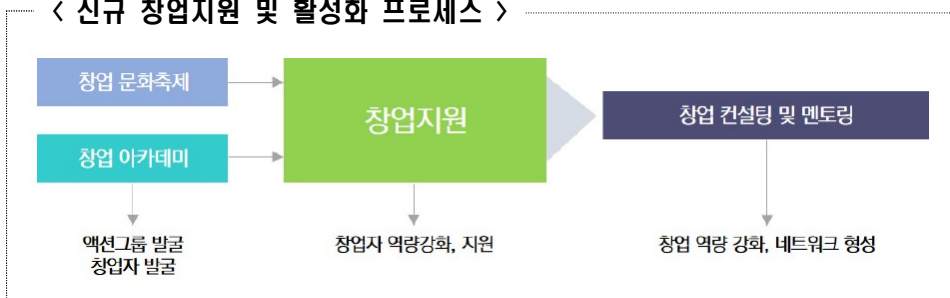 < 신규 창업지원 및 활성화 프로세스 >
창업 문화축제
창업 아카데미
창업지원
창업 컨설팅 및 멘토링
액션그룹 발굴
창업자 발굴
창업자 역량강화, 지원
창업 역량 강화, 네트워크 형성